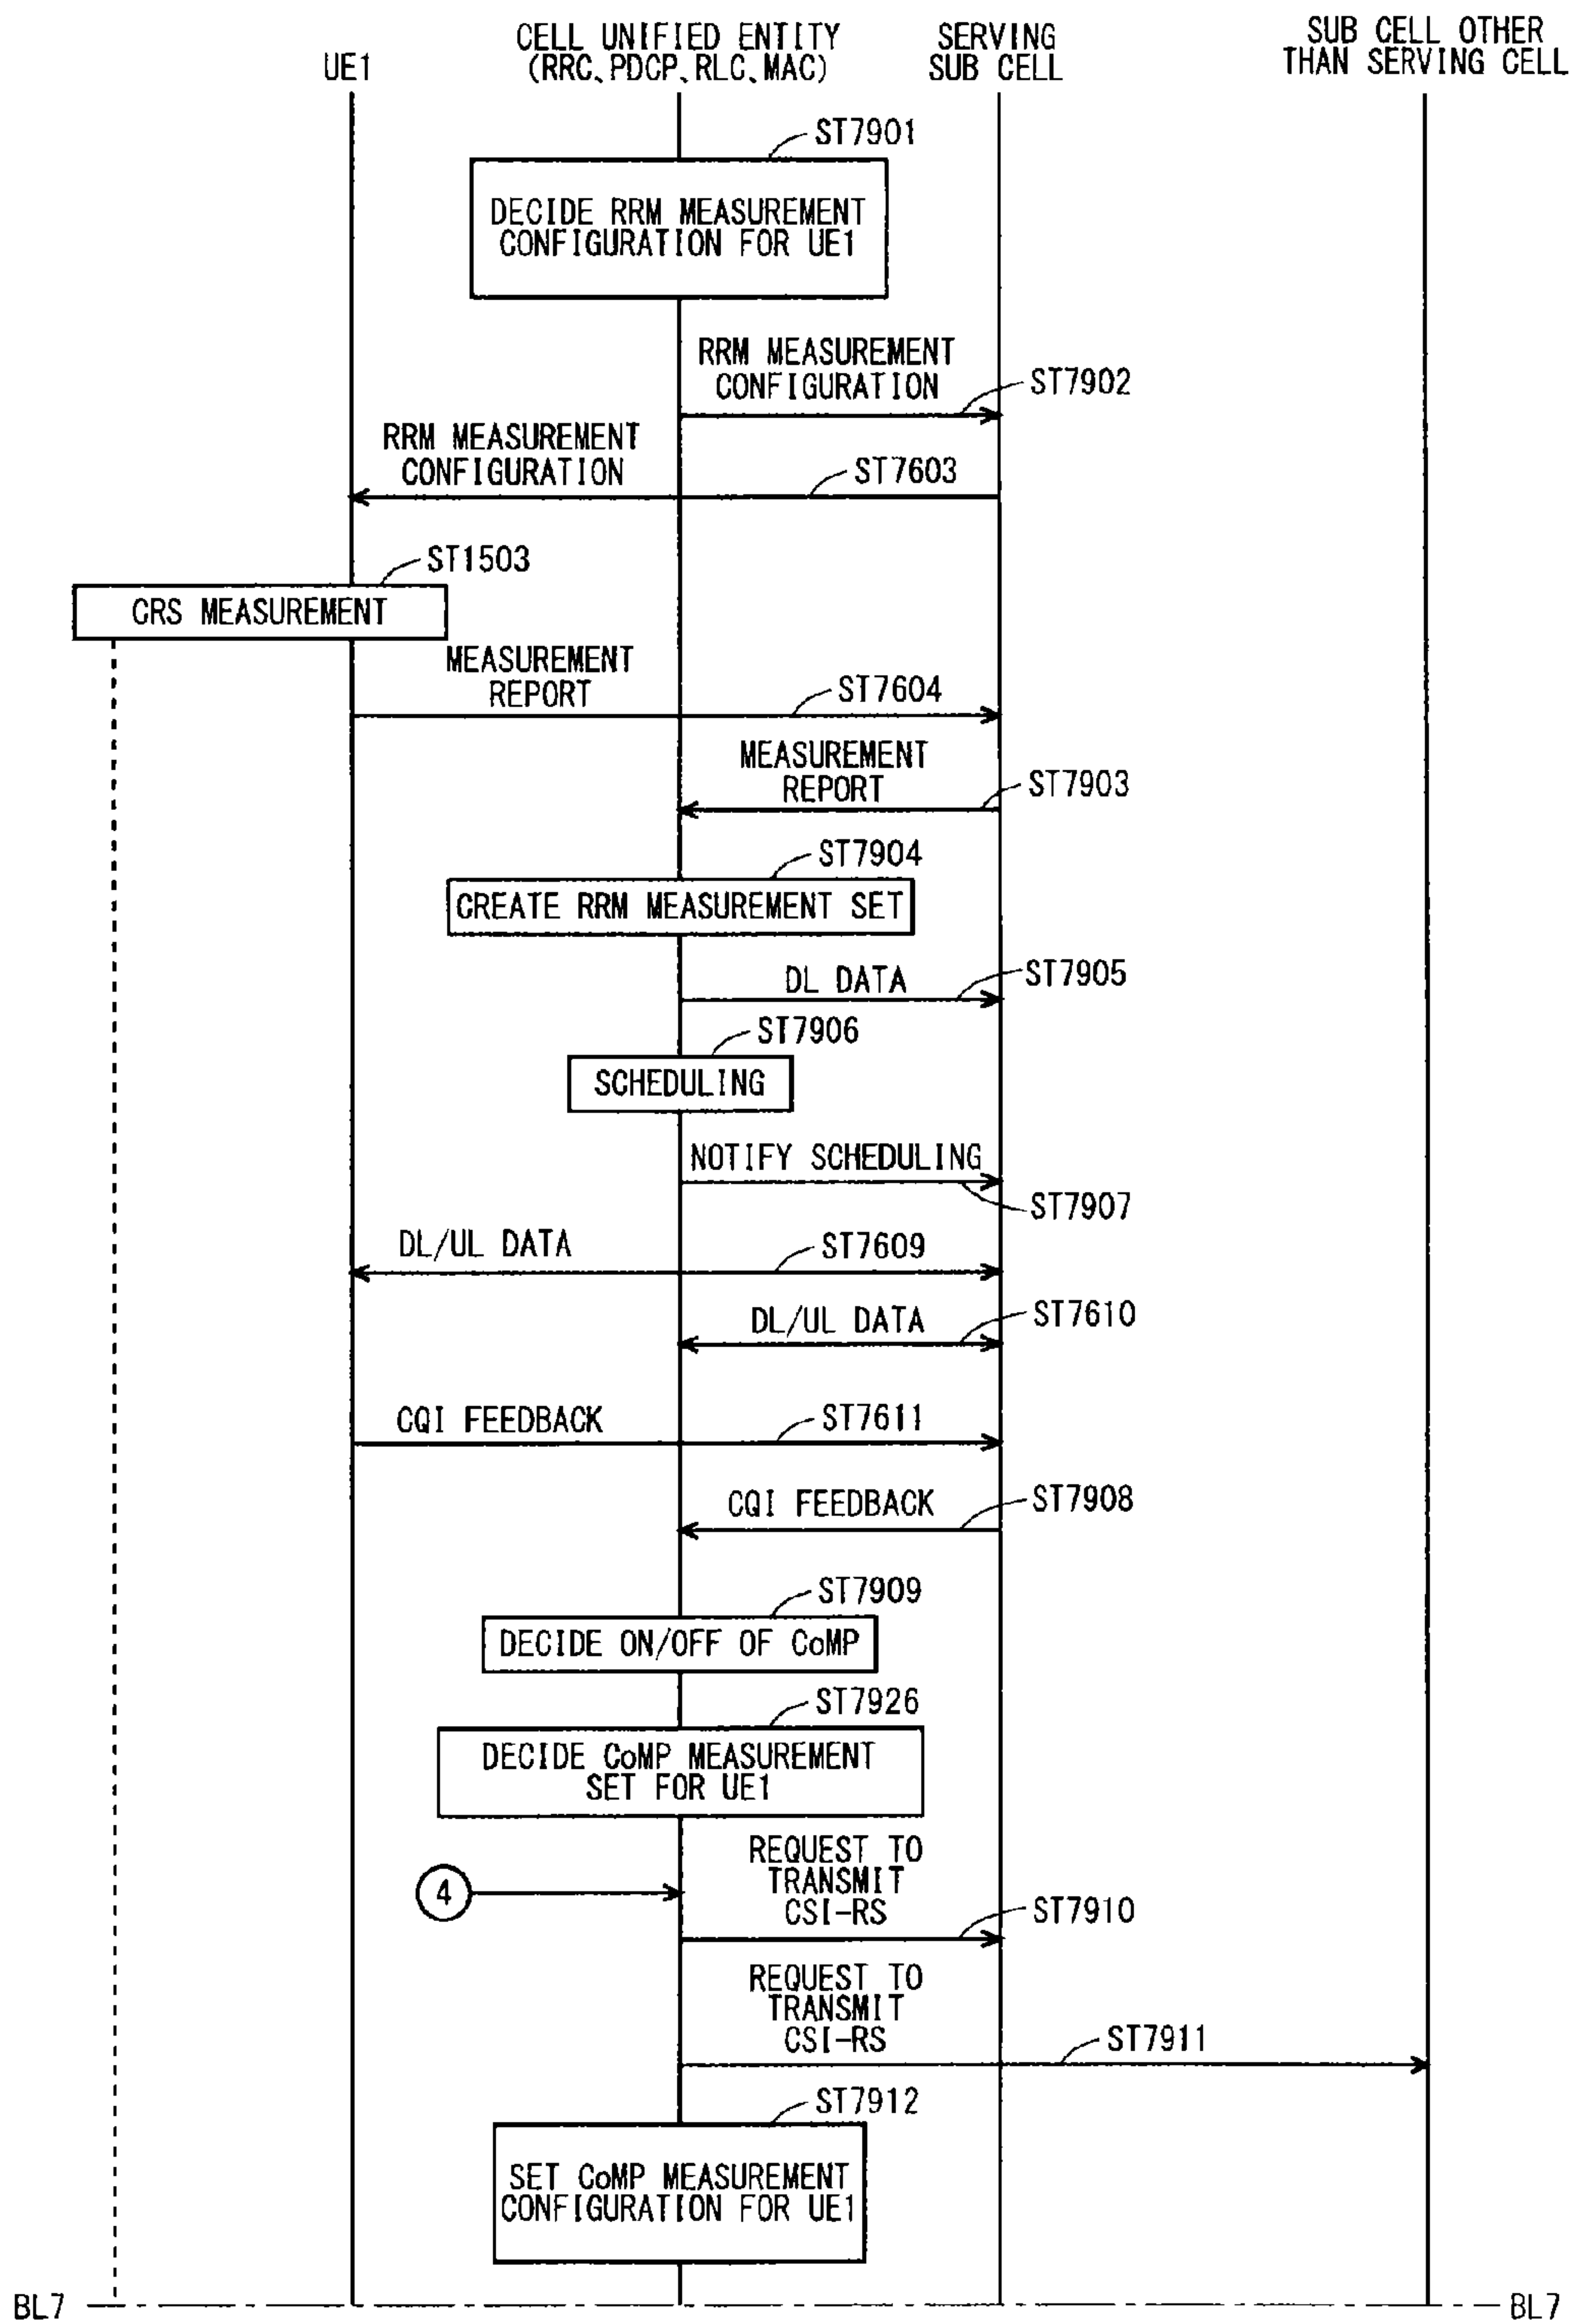 UE1
CELL UNIFIED ENTITY
(RRC、PDCP、RLC、MAC)
SERVING
SUB CELL
SUB CELL OTHER
THAN SERVING CELL
ST7901
DECIDE RRM MEASUREMENT
CONFIGURATION FOR UE1
RRM MEASUREMENT
CONFIGURATION
ST7902
RRM MEASUREMENT
CONFIGURATION
ST7603
ST1503
CRS MEASUREMENT
MEASUREMENT
REPORT
ST7604
MEASUREMENT
REPORT
ST7903
ST7904
CREATE RRM MEASUREMENT SET
DL DATA
ST7905
ST7906
SCHEDULING
NOTIFY SCHEDULING
ST7907
DL/UL DATA
ST7609
DL/UL DATA
ST7610
CQI FEEDBACK
ST7611
CQI FEEDBACK
ST7908
ST7909
DECIDE ON/OFF OF CoMP
ST7926
DECIDE CoMP MEASUREMENT
SET FOR UE1
4
REQUEST TO
TRANSMIT
CSI-RS
ST7910
REQUEST TO
TRANSMIT
CSI-RS
ST7911
ST7912
SET CoMP MEASUREMENT
CONFIGURATION FOR UE1
BL7
BL7